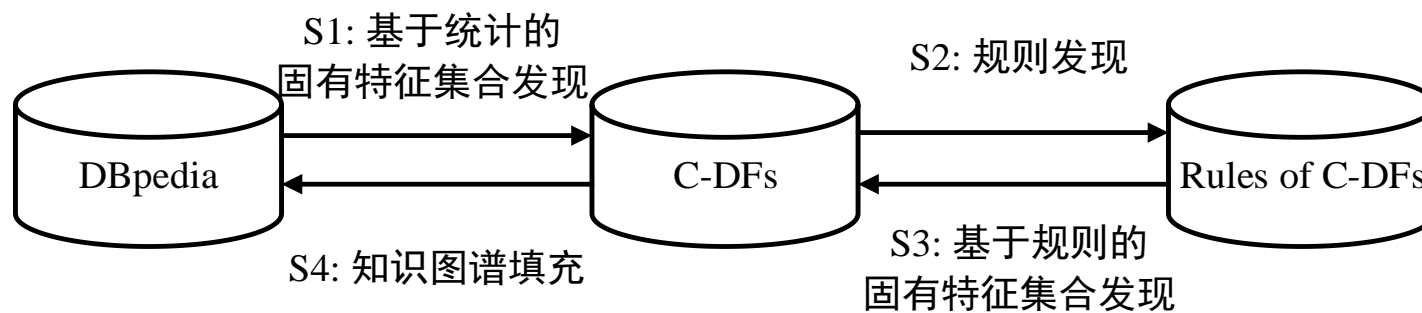 S1: 基于统计的
固有特征集合发现
S2: 规则发现
DBpedia
C-DFs
Rules of C-DFs
S4: 知识图谱填充
S3: 基于规则的
固有特征集合发现